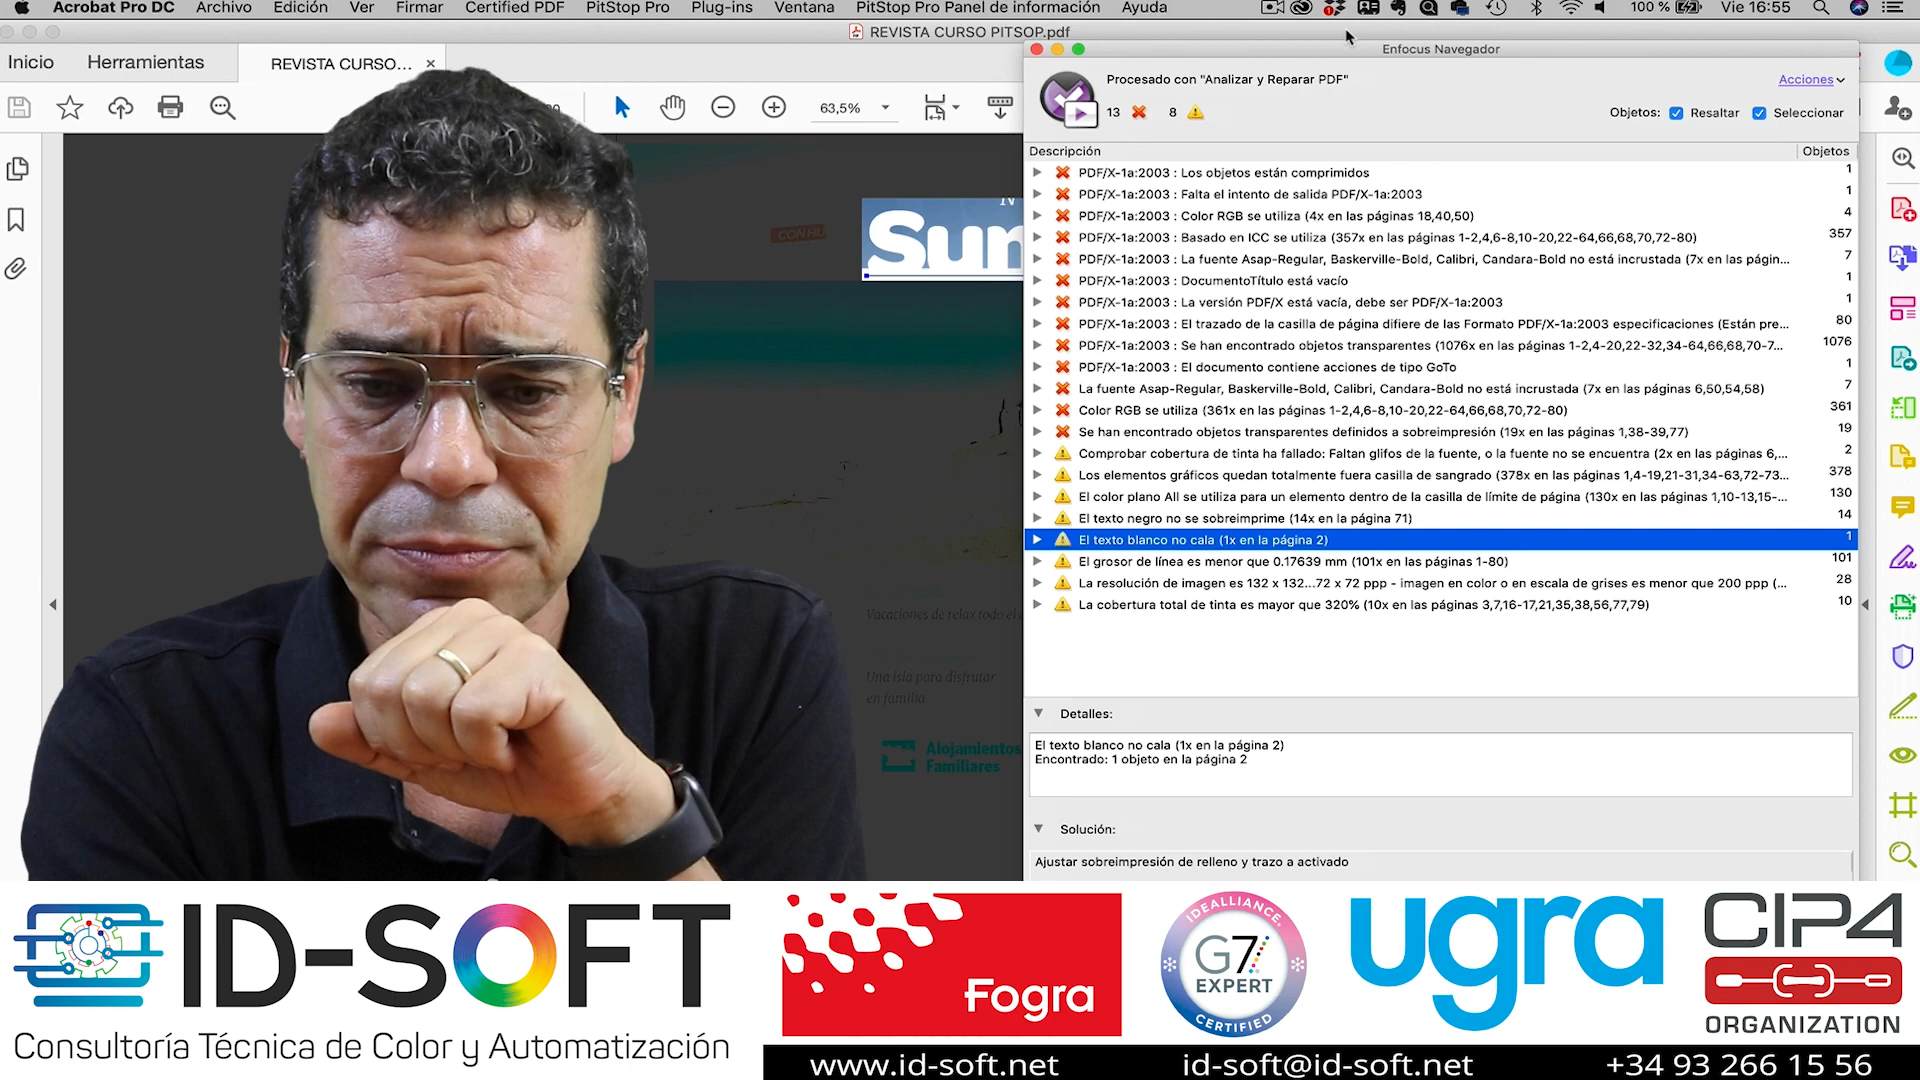 Acrobat Pro DC Archivo Edición Ver Firmar Certified PDF PitStop Pro Plug-ins Ventana PitStop Pro Panel de información Ayuda 100 % Vie 16:55
REVISTA CURSO PITSOP.pdf
Inicio Herramientas REVISTA CURSO... ×
63,5%
Enfocus Navegador
Procesado con "Analizar y Reparar PDF"
Acciones
13 8
Objetos: Resaltar Seleccionar
Descripción Objetos
PDF/X-1a:2003 : Los objetos están comprimidos 1
PDF/X-1a:2003 : Falta el intento de salida PDF/X-1a:2003 1
PDF/X-1a:2003 : Color RGB se utiliza (4x en las páginas 18,40,50) 4
PDF/X-1a:2003 : Basado en ICC se utiliza (357x en las páginas 1-2,4,6-8,10-20,22-64,66,68,70,72-80) 357
PDF/X-1a:2003 : La fuente Asap-Regular, Baskerville-Bold, Calibri, Candara-Bold no está incrustada (7x en las págin... 7
PDF/X-1a:2003 : DocumentoTítulo está vacío 1
PDF/X-1a:2003 : La versión PDF/X está vacía, debe ser PDF/X-1a:2003 1
PDF/X-1a:2003 : El trazado de la casilla de página difiere de las Formato PDF/X-1a:2003 especificaciones (Están pre... 80
PDF/X-1a:2003 : Se han encontrado objetos transparentes (1076x en las páginas 1-2,4-20,22-32,34-64,66,68,70-7... 1076
PDF/X-1a:2003 : El documento contiene acciones de tipo GoTo 1
La fuente Asap-Regular, Baskerville-Bold, Calibri, Candara-Bold no está incrustada (7x en las páginas 6,50,54,58) 7
Color RGB se utiliza (361x en las páginas 1-2,4,6-8,10-20,22-64,66,68,70,72-80) 361
Se han encontrado objetos transparentes definidos a sobreimpresión (19x en las páginas 1,38-39,77) 19
Comprobar cobertura de tinta ha fallado: Faltan glifos de la fuente, o la fuente no se encuentra (2x en las páginas 6,... 2
Los elementos gráficos quedan totalmente fuera casilla de sangrado (378x en las páginas 1,4-19,21-31,34-63,72-73... 378
El color plano All se utiliza para un elemento dentro de la casilla de límite de página (130x en las páginas 1,10-13,15-... 130
El texto negro no se sobreimprime (14x en la página 71) 14
El texto blanco no cala (1x en la página 2) 1
El grosor de línea es menor que 0.17639 mm (101x en las páginas 1-80) 101
La resolución de imagen es 132 x 132...72 x 72 ppp - imagen en color o en escala de grises es menor que 200 ppp (... 28
La cobertura total de tinta es mayor que 320% (10x en las páginas 3,7,16-17,21,35,38,56,77,79) 10
Detalles:
El texto blanco no cala (1x en la página 2)
Encontrado: 1 objeto en la página 2
Solución:
Ajustar sobreimpresión de relleno y trazo a activado
CON HU
N
Sum
Vacaciones de relax todo el
Una isla para disfrutar
en familia
Alojamientos
Familiares
ID-SOFT
Consultoría Técnica de Color y Automatización
Fogra
IDEALLIANCE.
G7
EXPERT
CERTIFIED
ugra
CIP4
ORGANIZATION
www.id-soft.net id-soft@id-soft.net +34 93 266 15 56